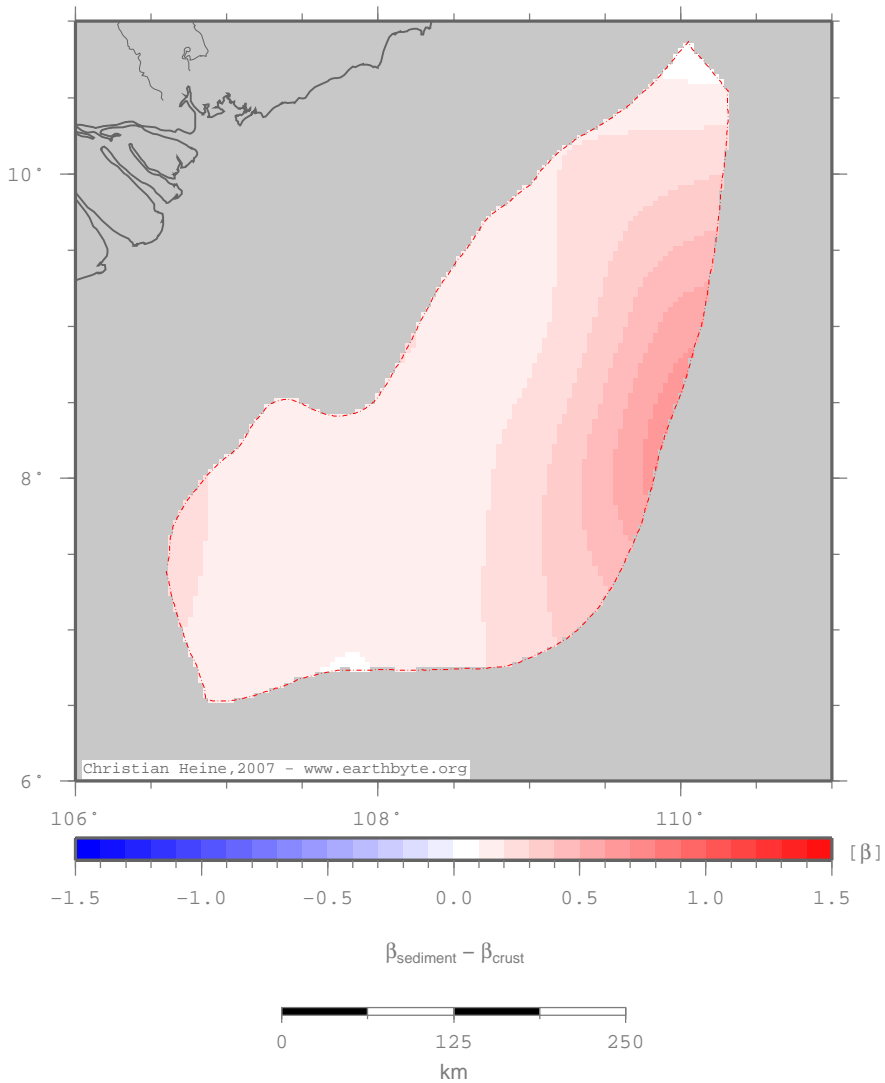 10°
8°
6°
Christian Heine,2007 - www.earthbyte.org
106° 108° 110°
[β]
−1.5 −1.0 −0.5 0.0 0.5 1.0 1.5
βsediment − βcrust
0 125 250
km